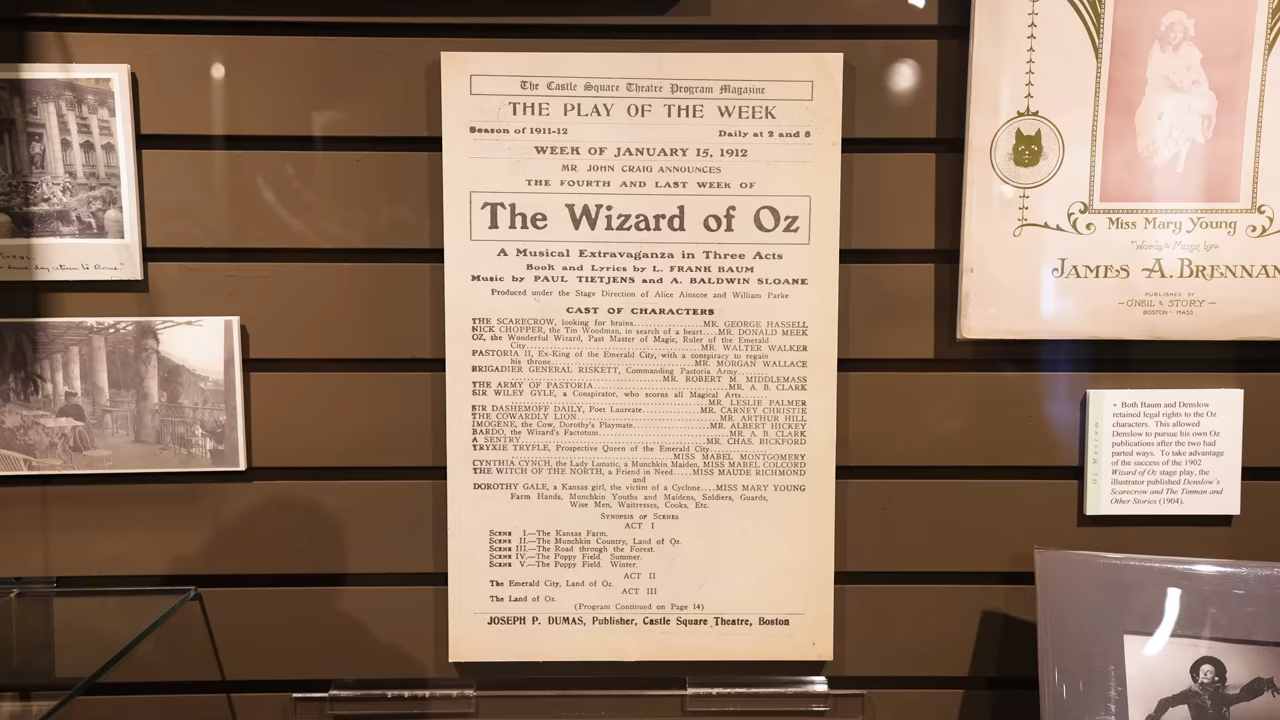 The Castle Square Theatre Program Magazine
THE PLAY OF THE WEEK
Season of 1911-12 Daily at 2 and 8
WEEK OF JANUARY 15, 1912
MR. JOHN CRAIG ANNOUNCES
THE FOURTH AND LAST WEEK OF
The Wizard of Oz
A Musical Extravaganza in Three Acts
Book and Lyrics by L. FRANK BAUM
Music by PAUL TIETJENS and A. BALDWIN SLOANE
Produced under the Stage Direction of Alice Ainscoe and William Parke
CAST OF CHARACTERS
THE SCARECROW, looking for brains................MR. GEORGE HASSELL
NICK CHOPPER, the Tin Woodman, in search of a heart....MR. DONALD MEEK
OZ, the Wonderful Wizard, Past Master of Magic, Ruler of the Emerald
City.........................................MR. WALTER WALKER
PASTORIA II, Ex-King of the Emerald City, with a conspiracy to regain
his throne...................................MR. MORGAN WALLACE
BRIGADIER GENERAL RISKETT, Commanding Pastoria Army........
....................................MR. ROBERT M. MIDDLEMASS
THE ARMY OF PASTORIA.........................MR. A. B. CLARK
SIR WILEY GYLE, a Conspirator, who scorns all Magical Arts......
.........................................MR. LESLIE PALMER
SIR DASHEMOFF DAILY, Poet Laureate..............MR. CARNEY CHRISTIE
THE COWARDLY LION............................MR. ARTHUR HILL
IMOGENE, the Cow, Dorothy's Playmate............MR. ALBERT HICKEY
BARDO, the Wizard's Factotum....................MR. A. B. CLARK
A SENTRY........................................MR. CHAS. BICKFORD
TRYXIE TRYFLE, Prospective Queen of the Emerald City............
......................................MISS MABEL MONTGOMERY
CYNTHIA CYNCH, the Lady Lunatic, a Munchkin Maiden, MISS MABEL COLCORD
THE WITCH OF THE NORTH, a Friend in Need.....MISS MAUDE RICHMOND
and
DOROTHY GALE, a Kansas girl, the victim of a Cyclone....MISS MARY YOUNG
Farm Hands, Munchkin Youths and Maidens, Soldiers, Guards,
Wise Men, Waitresses, Cooks, Etc.
SYNOPSIS OF SCENES
ACT I
SCENE I.—The Kansas Farm.
SCENE II.—The Munchkin Country, Land of Oz.
SCENE III.—The Road through the Forest.
SCENE IV.—The Poppy Field. Summer.
SCENE V.—The Poppy Field. Winter.
ACT II
The Emerald City, Land of Oz.
ACT III
The Land of Oz.
(Program Continued on Page 14)
JOSEPH P. DUMAS, Publisher, Castle Square Theatre, Boston
Miss Mary Young
Words & Music by
JAMES A. BRENNAN
PUBLISHED BY
O'NEIL & STORY
BOSTON - MASS
Oz Museum
Both Baum and Denslow
retained legal rights to the Oz
characters. This allowed
Denslow to pursue his own Oz
publications after the two had
parted ways. To take advantage
of the success of the 1902
Wizard of Oz stage play, the
illustrator published Denslow's
Scarecrow and The Tinman and
Other Stories (1904).
same day return to Rome."